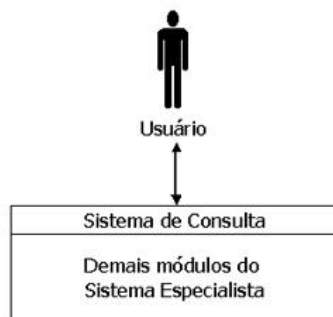 Usuário
Sistema de Consulta
Demais módulos do
Sistema Especialista